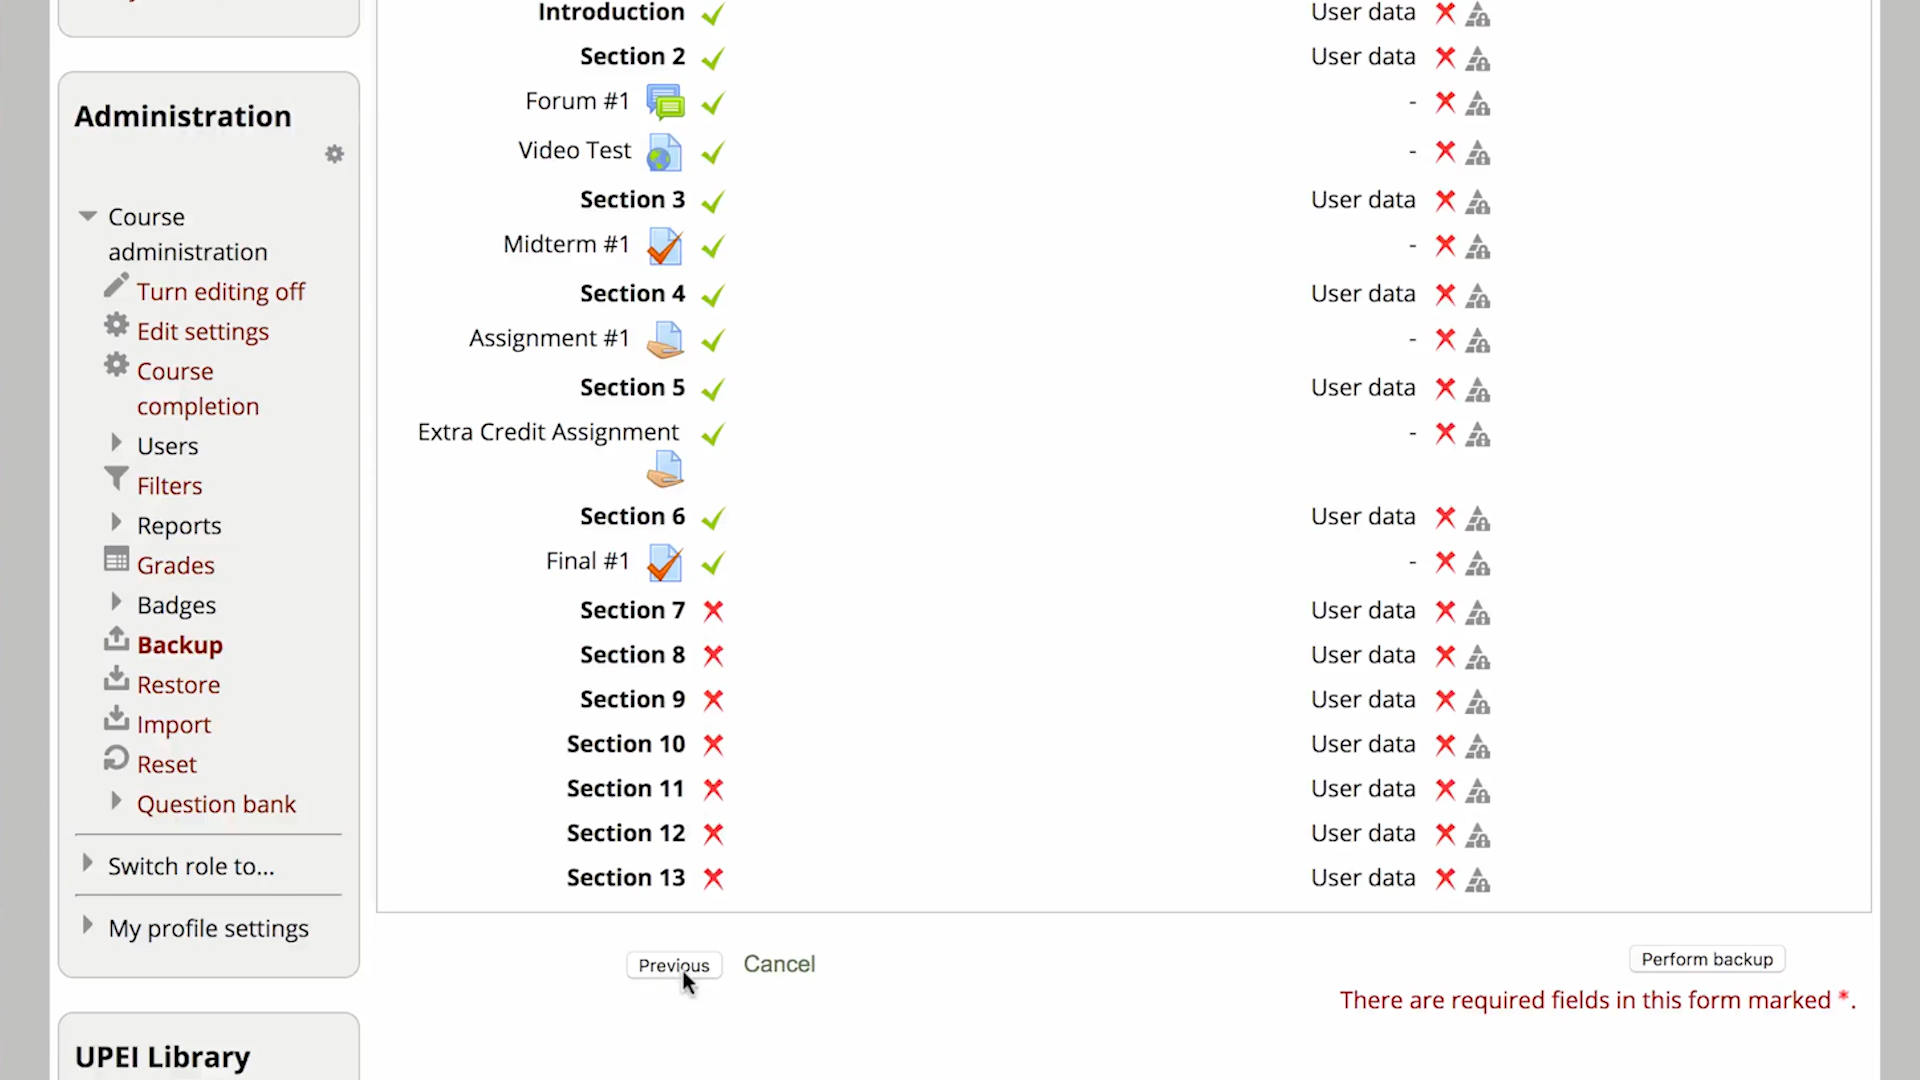 Administration
Course
administration
Turn editing off
Edit settings
Course
completion
Users
Filters
Reports
Grades
Badges
Backup
Restore
Import
Reset
Question bank
Switch role to...
My profile settings
UPEI Library
Introduction User data
Section 2 User data
Forum #1 -
Video Test -
Section 3 User data
Midterm #1 -
Section 4 User data
Assignment #1 -
Section 5 User data
Extra Credit Assignment -
Section 6 User data
Final #1 -
Section 7 User data
Section 8 User data
Section 9 User data
Section 10 User data
Section 11 User data
Section 12 User data
Section 13 User data
Previous Cancel Perform backup
There are required fields in this form marked *.